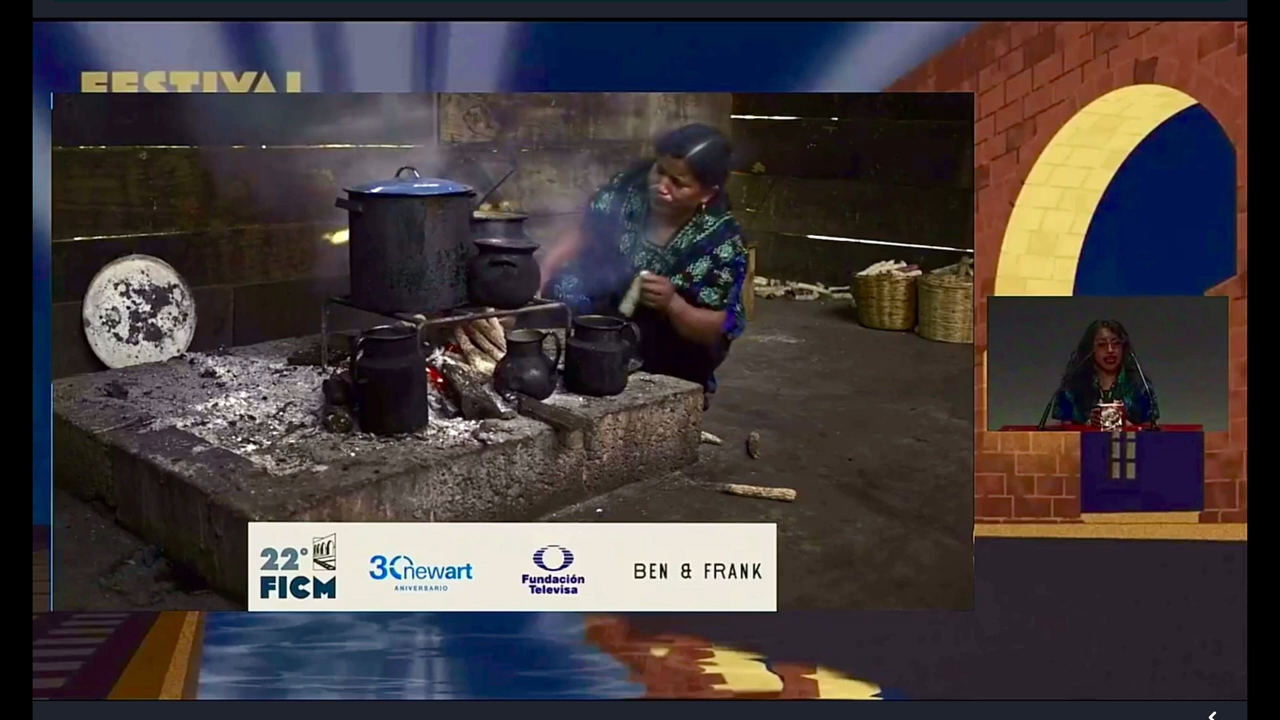 FESTIVAL
22°
FICM
30 newart
ANIVERSARIO
Fundación
Televisa
BEN & FRANK